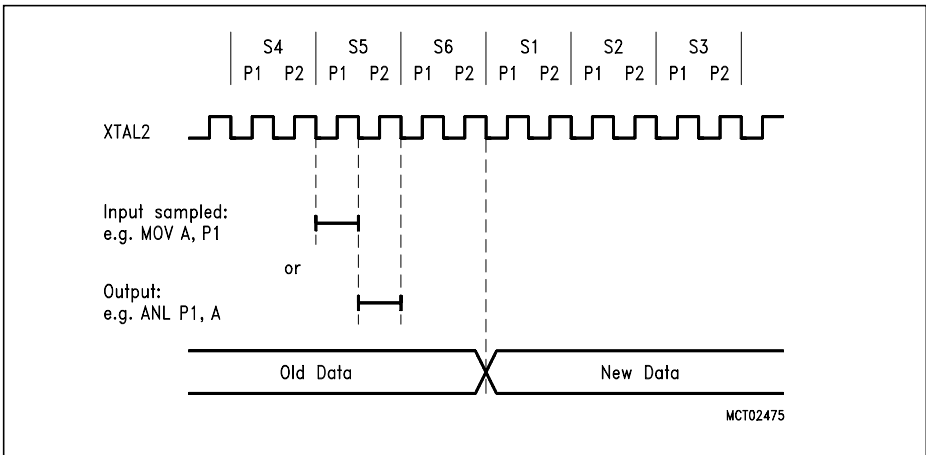 S4 S5 S6 S1 S2 S3
P1 P2 P1 P2 P1 P2 P1 P2 P1 P2 P1 P2
XTAL2
Input sampled:
e.g. MOV A, P1
or
Output:
e.g. ANL P1, A
Old Data New Data
MCT02475